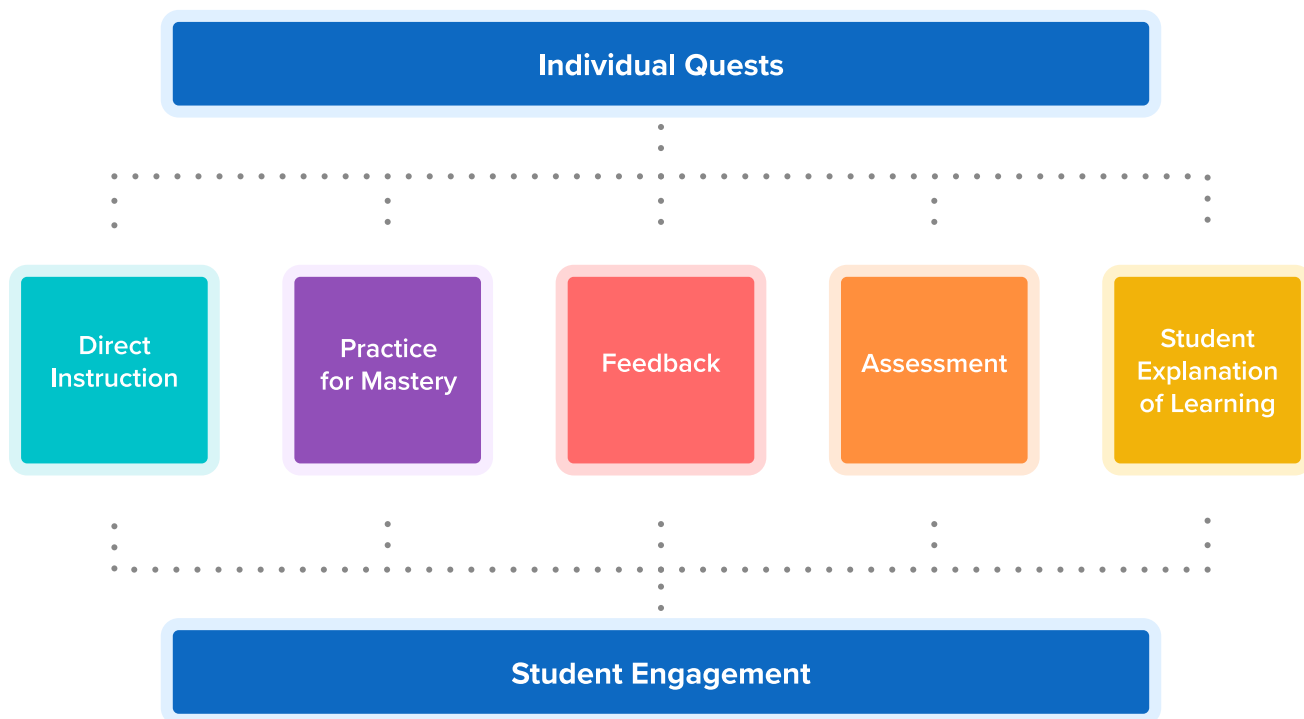 Individual Quests
Direct
Instruction
Practice
for Mastery
Feedback
Assessment
Student
Explanation
of Learning
Student Engagement